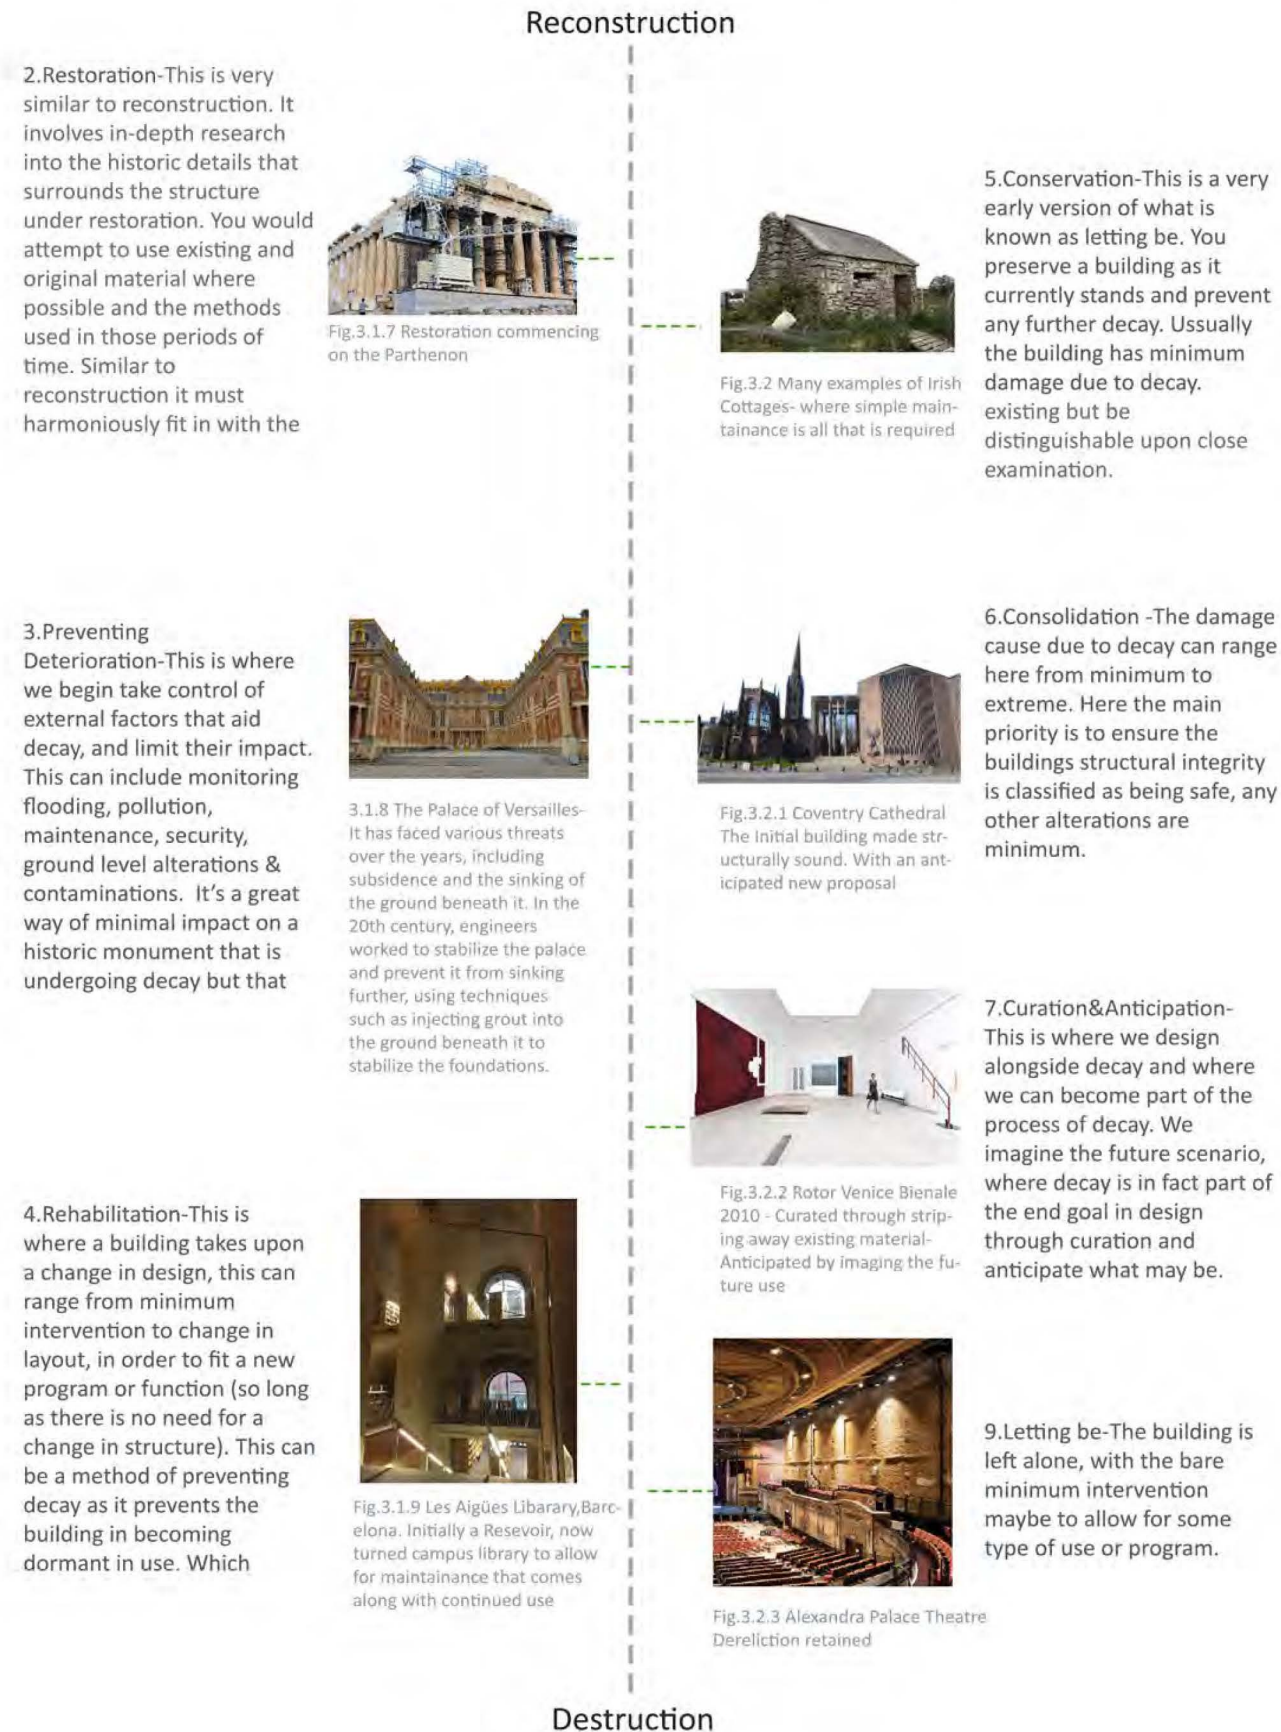 Reconstruction
2.Restoration-This is very
similar to reconstruction. It
involves in-depth research
into the historic details that
surrounds the structure
under restoration. You would
attempt to use existing and
original material where
possible and the methods
used in those periods of
time. Similar to
reconstruction it must
harmoniously fit in with the
Fig.3.1.7 Restoration commencing
on the Parthenon
5.Conservation-This is a very
early version of what is
known as letting be. You
preserve a building as it
currently stands and prevent
any further decay. Ussually
the building has minimum
damage due to decay.
existing but be
distinguishable upon close
examination.
Fig.3.2 Many examples of Irish
Cottages- where simple main-
tainance is all that is required
3.Preventing
Deterioration-This is where
we begin take control of
external factors that aid
decay, and limit their impact.
This can include monitoring
flooding, pollution,
maintenance, security,
ground level alterations &
contaminations.  It's a great
way of minimal impact on a
historic monument that is
undergoing decay but that
3.1.8 The Palace of Versailles-
It has faced various threats
over the years, including
subsidence and the sinking of
the ground beneath it. In the
20th century, engineers
worked to stabilize the palace
and prevent it from sinking
further, using techniques
such as injecting grout into
the ground beneath it to
stabilize the foundations.
6.Consolidation -The damage
cause due to decay can range
here from minimum to
extreme. Here the main
priority is to ensure the
buildings structural integrity
is classified as being safe, any
other alterations are
minimum.
Fig.3.2.1 Coventry Cathedral
The Initial building made str-
ucturally sound. With an ant-
icipated new proposal
7.Curation&Anticipation-
This is where we design
alongside decay and where
we can become part of the
process of decay. We
imagine the future scenario,
where decay is in fact part of
the end goal in design
through curation and
anticipate what may be.
Fig.3.2.2 Rotor Venice Bienale
2010 - Curated through strip-
ing away existing material-
Anticipated by imaging the fu-
ture use
4.Rehabilitation-This is
where a building takes upon
a change in design, this can
range from minimum
intervention to change in
layout, in order to fit a new
program or function (so long
as there is no need for a
change in structure). This can
be a method of preventing
decay as it prevents the
building in becoming
dormant in use. Which
Fig.3.1.9 Les Aigües Libarary,Barc-
elona. Initially a Resevoir, now
turned campus library to allow
for maintainance that comes
along with continued use
9.Letting be-The building is
left alone, with the bare
minimum intervention
maybe to allow for some
type of use or program.
Fig.3.2.3 Alexandra Palace Theatre
Dereliction retained
Destruction